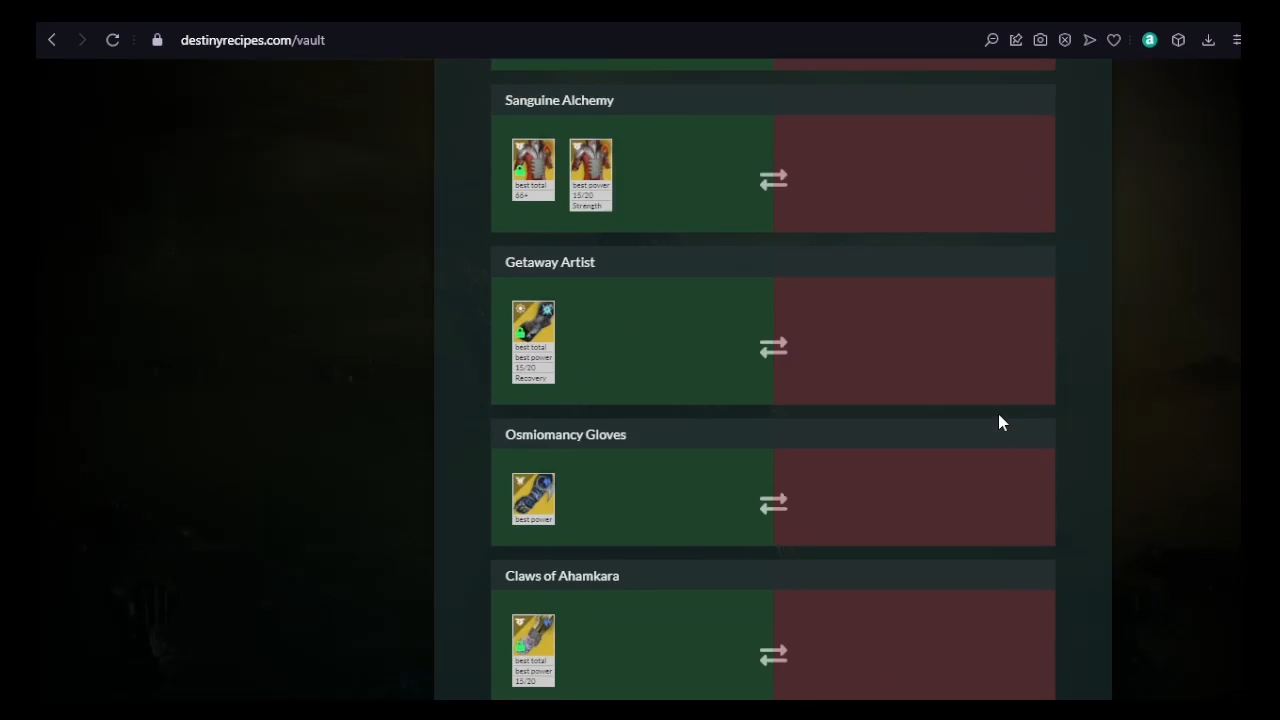 destinyrecipes.com/vault
a
Sanguine Alchemy
best total
66+
best power
15/20
Strength
Getaway Artist
best total
best power
15/20
Recovery
Osmiomancy Gloves
best power
Claws of Ahamkara
best total
best power
15/20